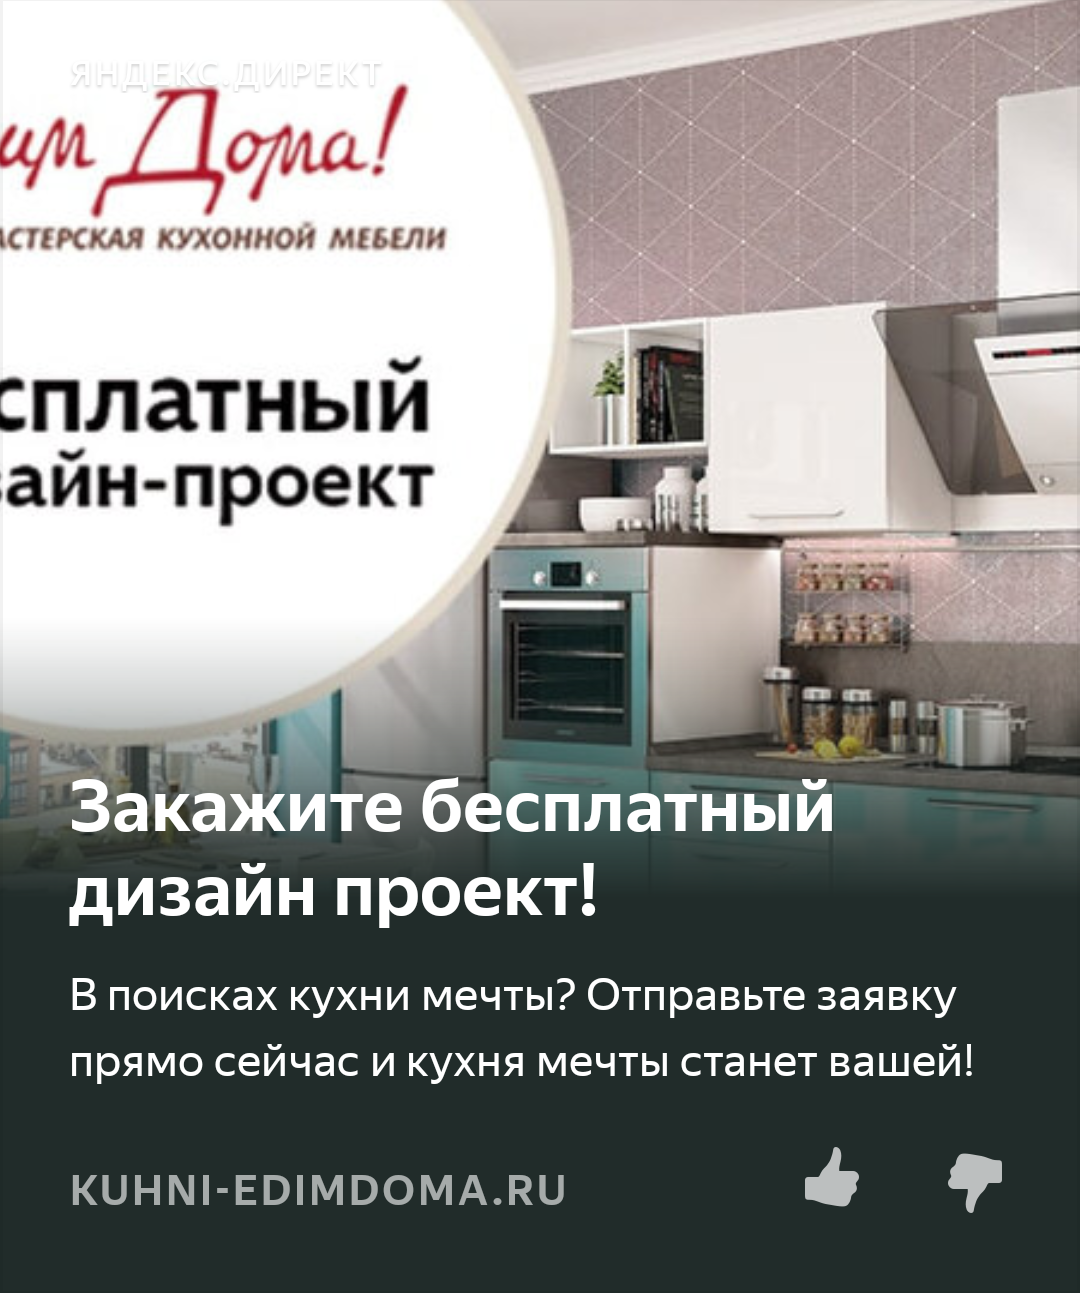 ЯНДЕКС.ДИРЕКТ
им Дома!
АСТЕРСКАЯ КУХОННОЙ МЕБЕЛИ
сплатный
зайн-проект
Закажите бесплатный
дизайн проект!
В поисках кухни мечты? Отправьте заявку
прямо сейчас и кухня мечты станет вашей!
KUHNI-EDIMDOMA.RU